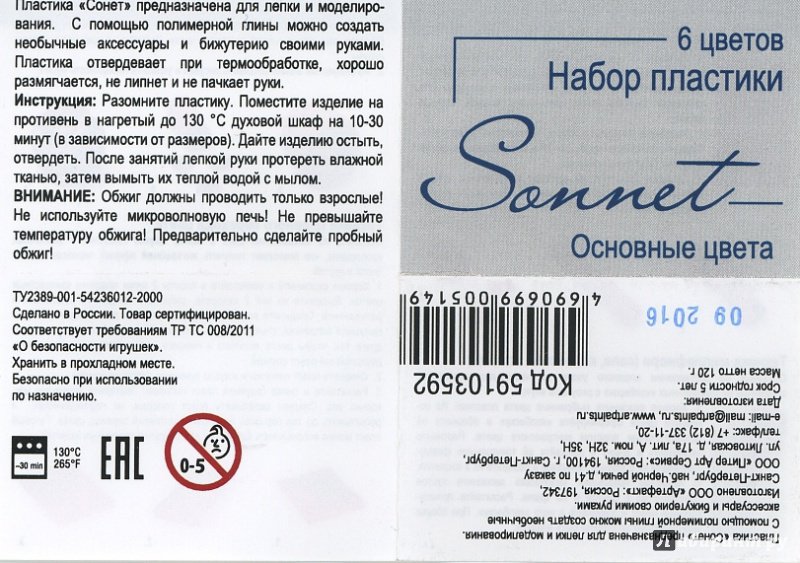 Пластика «Сонет» предназначена для лепки и моделиро-
вания. С помощью полимерной глины можно создать
необычные аксессуары и бижутерию своими руками.
Пластика отвердевает при термообработке, хорошо
размягчается, не липнет и не пачкает руки.
Инструкция: Разомните пластику. Поместите изделие на
противень в нагретый до 130 °C духовой шкаф на 10-30
минут (в зависимости от размеров). Дайте изделию остыть,
отвердеть. После занятий лепкой руки протереть влажной
тканью, затем вымыть их теплой водой с мылом.
ВНИМАНИЕ: Обжиг должны проводить только взрослые!
Не используйте микроволновую печь! Не превышайте
температуру обжига! Предварительно сделайте пробный
обжиг!
ТУ2389-001-54236012-2000
Сделано в России. Товар сертифицирован.
Соответствует требованиям ТР ТС 008/2011
«О безопасности игрушек».
Хранить в прохладном месте.
Безопасно при использовании
по назначению.
~30 min
130°C
265°F
EAC
0-5
6 цветов
Набор пластики
Sonnet
Основные цвета
Пластика «Сонет» предназначена для лепки и моделирования.
С помощью полимерной глины можно создать необычные
аксессуары и бижутерию своими руками.
Изготовлено ООО «Артефакт»: Россия, 197342,
Санкт-Петербург, наб.Черной речки, д.41 по заказу
ООО «Питер Арт Сервис»: Россия, 194100, г. Санкт-Петербург,
ул. Литовская, д. 17а, лит. А, пом. 32Н, 35Н,
тел/факс: +7 (812) 337-11-20,
e-mail: mail@artpaints.ru, www.artpaints.ru
Дата изготовления:
Срок годности 5 лет.
Масса нетто 120 г
Код 59103592
4 690699 005149
09 2016